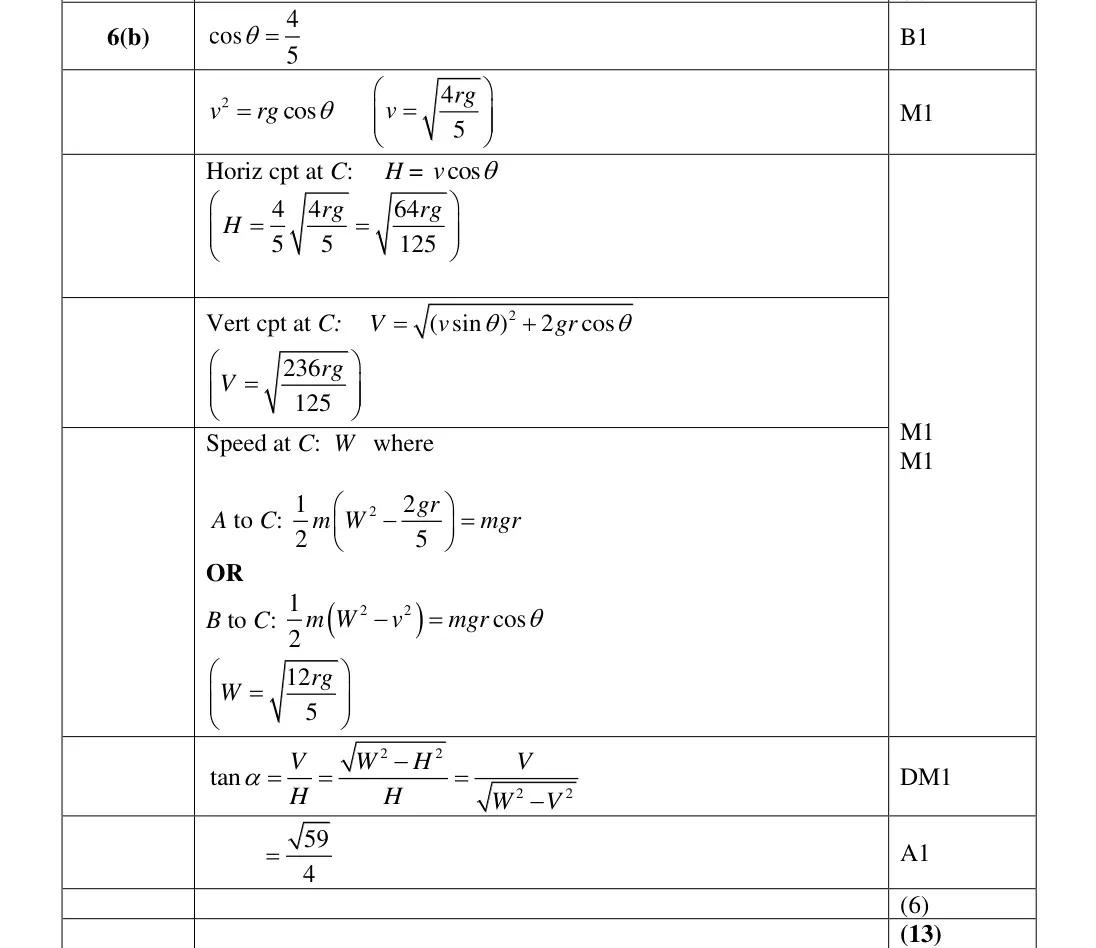 6(b) cos θ = 4/5 B1
v² = rg cos θ (v = √(4rg/5)) M1
Horiz cpt at C: H = v cos θ
(H = 4/5 √(4rg/5) = √(64rg/125))
Vert cpt at C: V = √((v sin θ)² + 2gr cos θ)
(V = √(236rg/125))
Speed at C: W where
A to C: 1/2 m(W² − 2gr/5) = mgr
OR
B to C: 1/2 m(W² − v²) = mgr cos θ
(W = √(12rg/5))
M1
M1
tan α = V/H = √(W² − H²)/H = V/√(W² − V²) DM1
= √59/4 A1
(6)
(13)